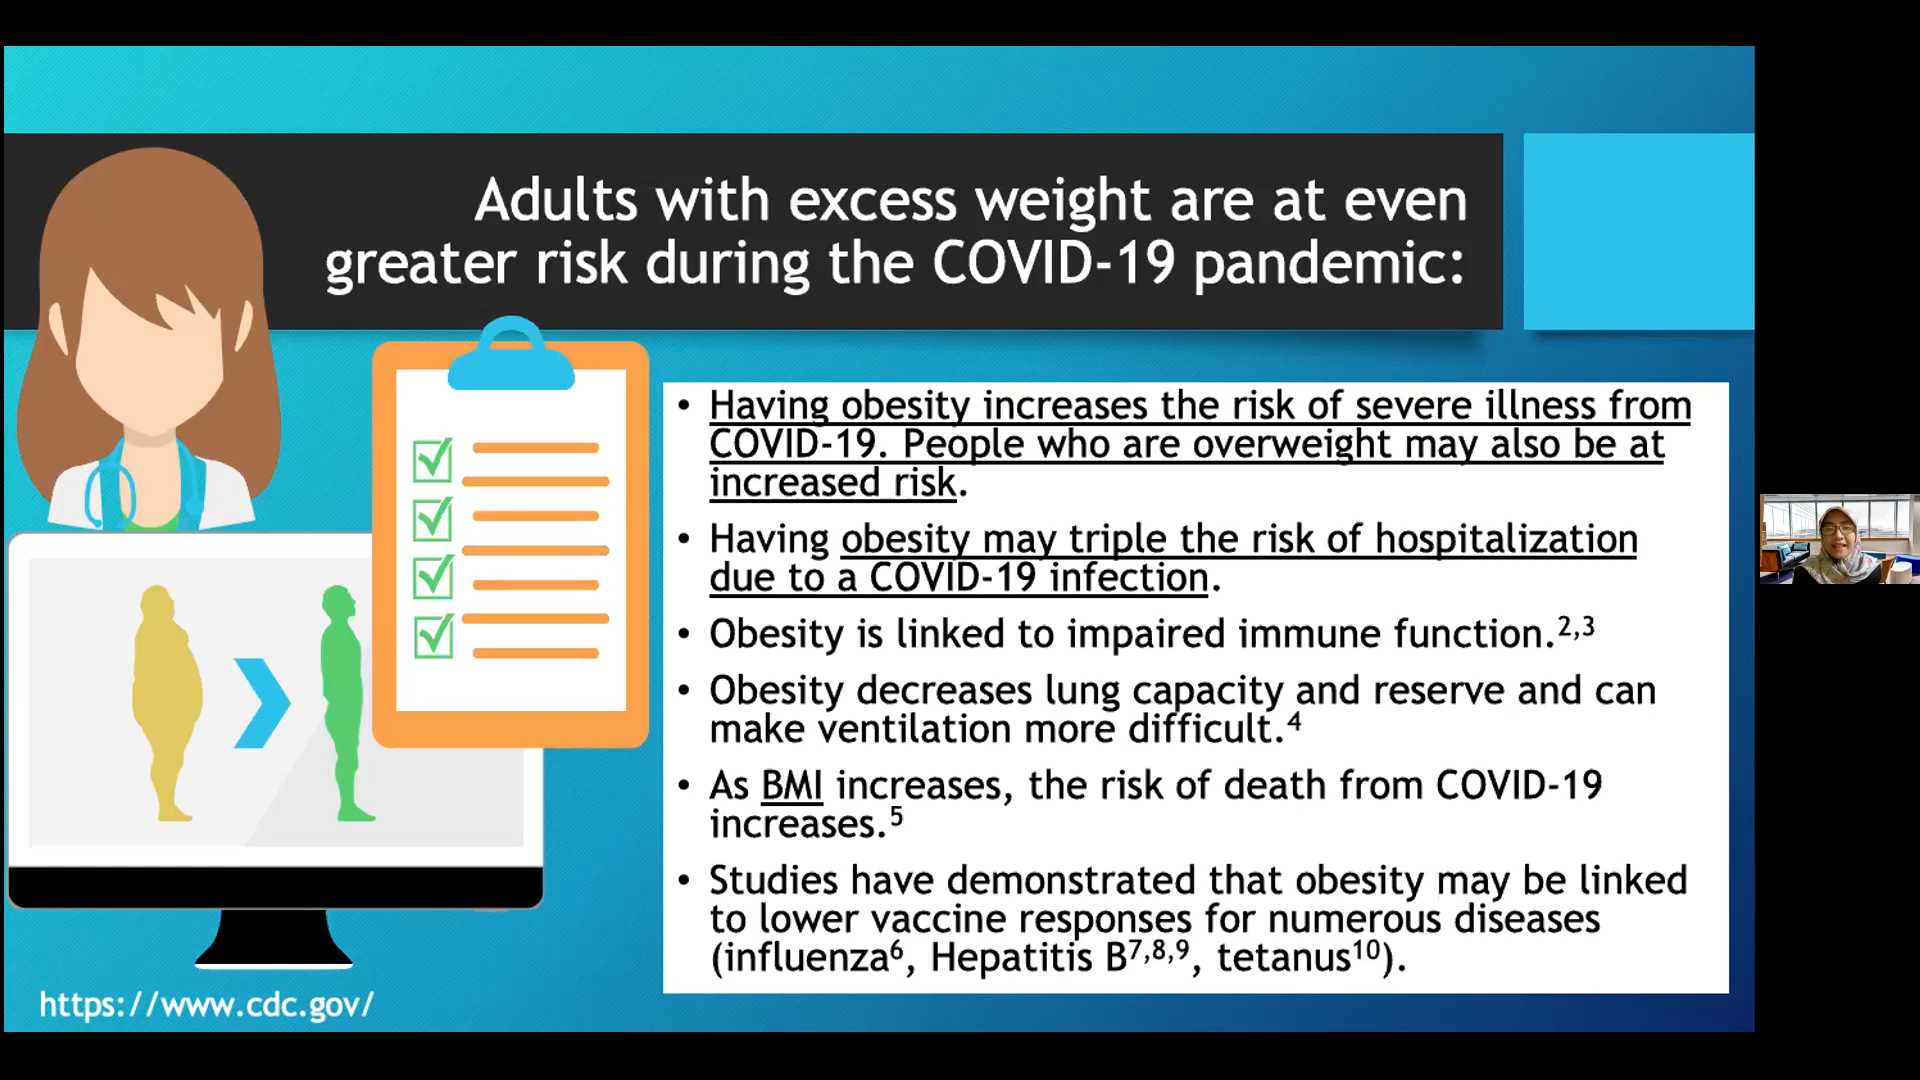 Adults with excess weight are at even
greater risk during the COVID-19 pandemic:
• Having obesity increases the risk of severe illness from
COVID-19. People who are overweight may also be at
increased risk.
• Having obesity may triple the risk of hospitalization
due to a COVID-19 infection.
• Obesity is linked to impaired immune function.2,3
• Obesity decreases lung capacity and reserve and can
make ventilation more difficult.4
• As BMI increases, the risk of death from COVID-19
increases.5
• Studies have demonstrated that obesity may be linked
to lower vaccine responses for numerous diseases
(influenza6, Hepatitis B7,8,9, tetanus10).
https://www.cdc.gov/